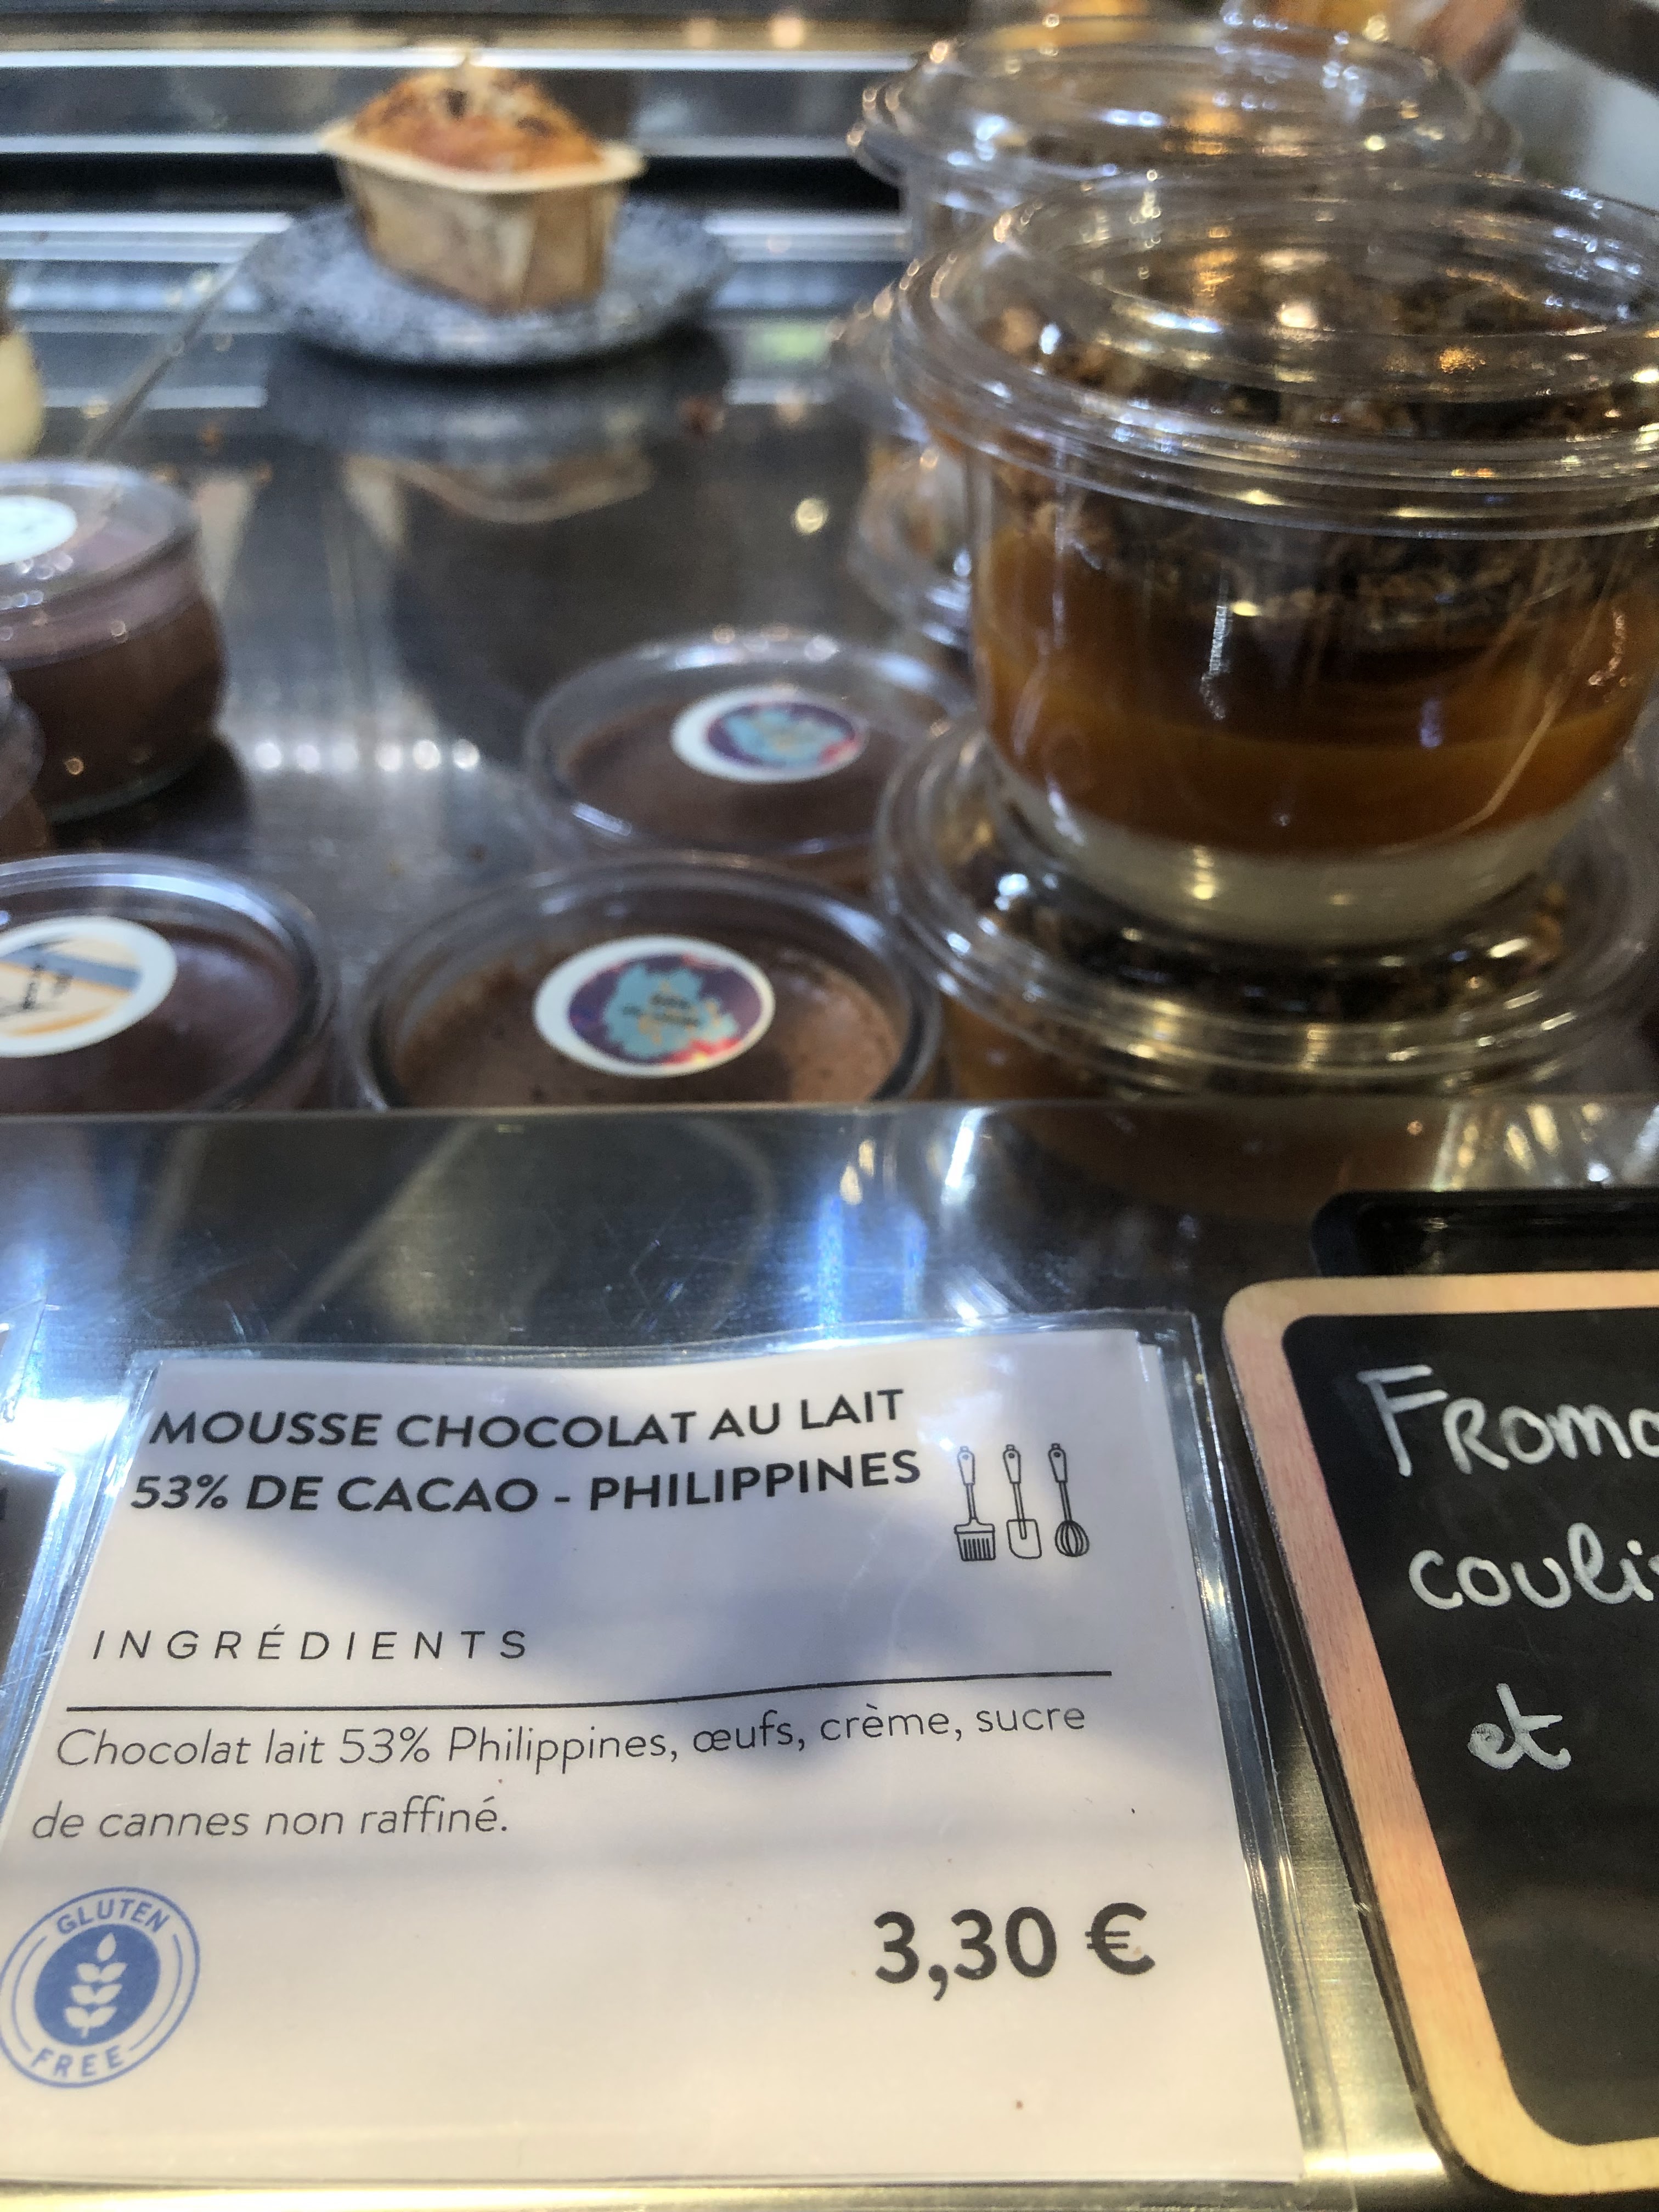 MOUSSE CHOCOLAT AU LAIT
53% DE CACAO - PHILIPPINES
INGRÉDIENTS
Chocolat lait 53% Philippines, œufs, crème, sucre
de cannes non raffiné.
GLUTEN
FREE
3,30 €
et